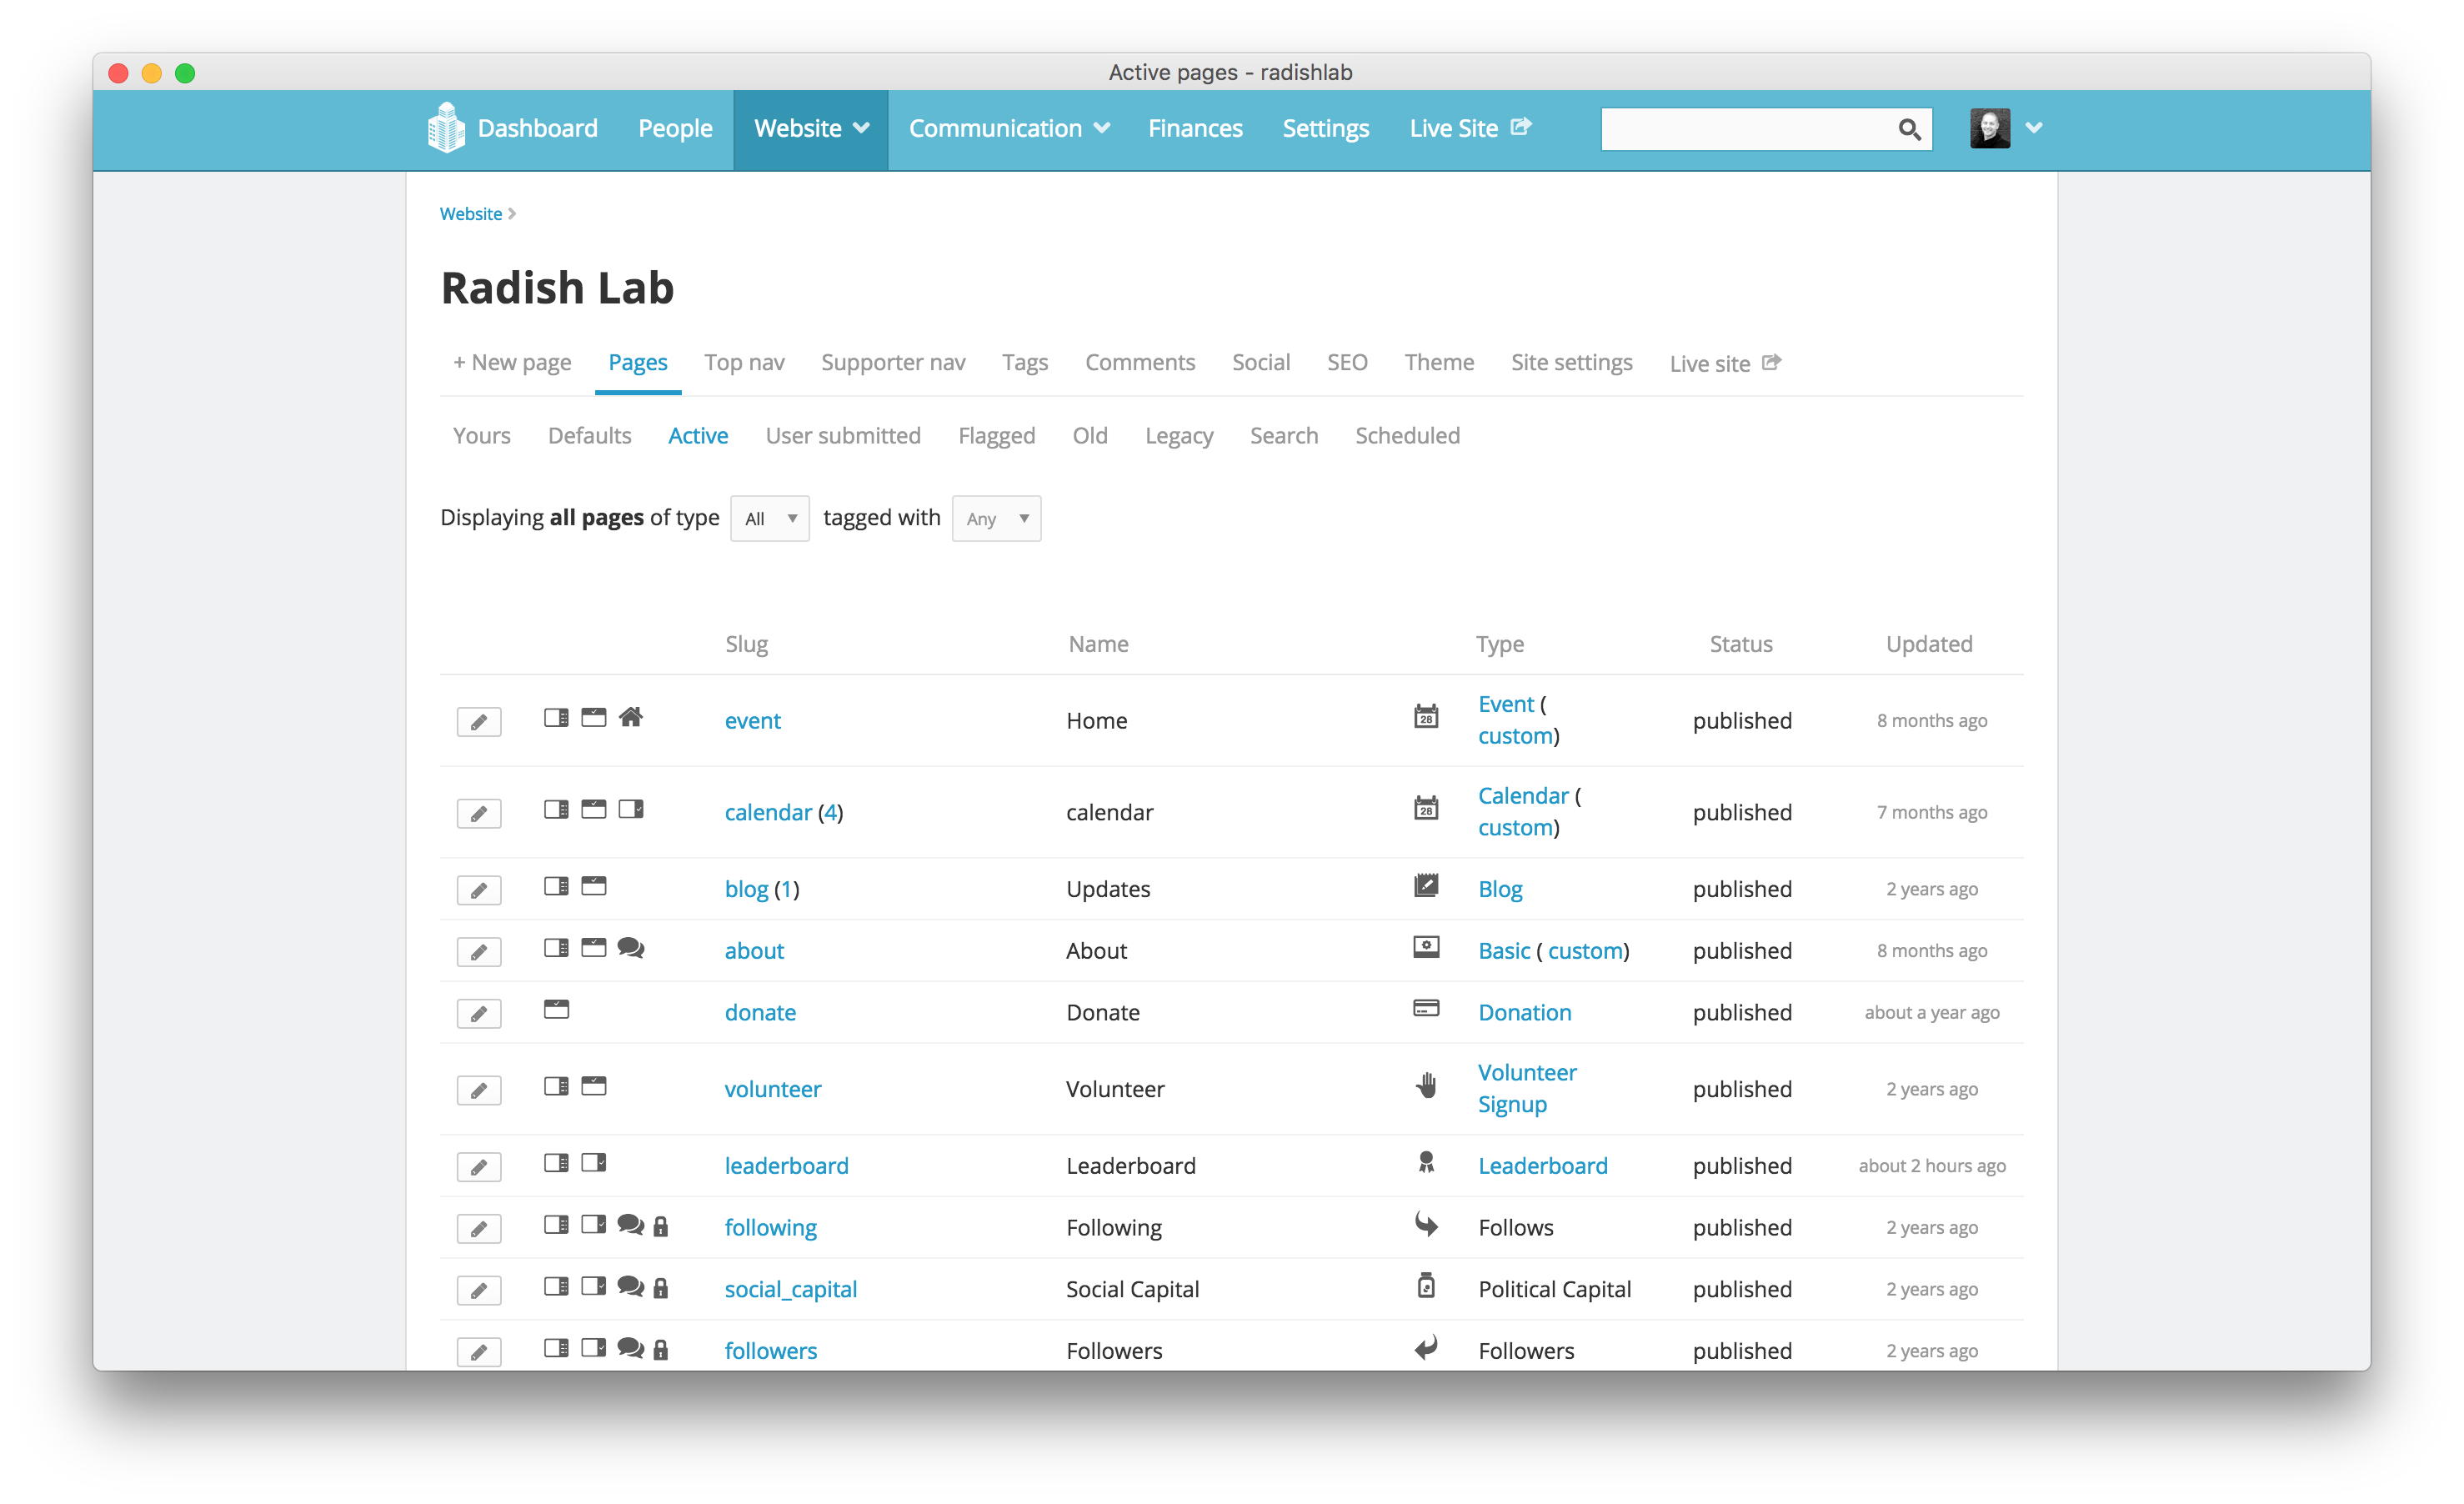 Active pages - radishlab
Dashboard People Website Communication Finances Settings Live Site
Website
Radish Lab
+ New page Pages Top nav Supporter nav Tags Comments Social SEO Theme Site settings Live site
Yours Defaults Active User submitted Flagged Old Legacy Search Scheduled
Displaying all pages of type All tagged with Any
Slug Name Type Status Updated
event Home 28 Event ( custom) published 8 months ago
calendar (4) calendar 28 Calendar ( custom) published 7 months ago
blog (1) Updates Blog published 2 years ago
about About Basic ( custom) published 8 months ago
donate Donate Donation published about a year ago
volunteer Volunteer Volunteer Signup published 2 years ago
leaderboard Leaderboard Leaderboard published about 2 hours ago
following Following Follows published 2 years ago
social_capital Social Capital Political Capital published 2 years ago
followers Followers Followers published 2 years ago